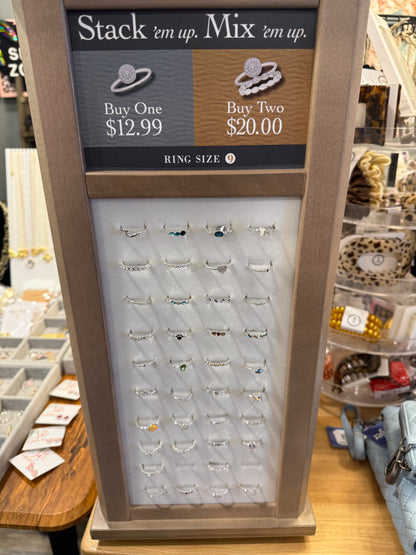 Stack 'em up. Mix 'em up.
Buy One
$12.99
Buy Two
$20.00
RING SIZE 9